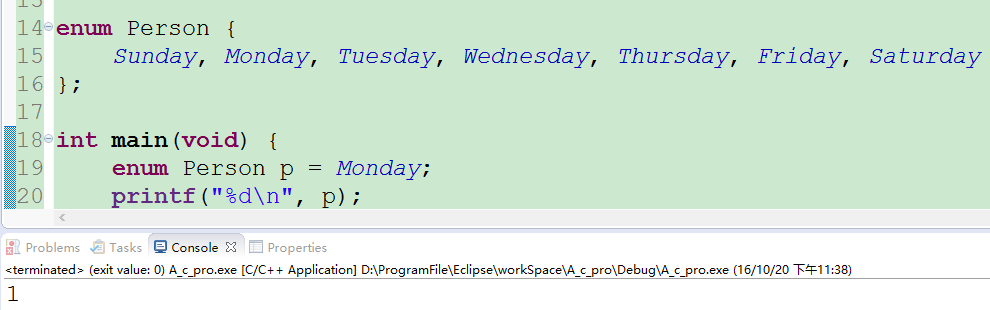 13
14 enum Person {
15 Sunday, Monday, Tuesday, Wednesday, Thursday, Friday, Saturday
16 };
17
18 int main(void) {
19 enum Person p = Monday;
20 printf("%d\n", p);
Problems Tasks Console Properties
<terminated> (exit value: 0) A_c_pro.exe [C/C++ Application] D:\ProgramFile\Eclipse\workSpace\A_c_pro\Debug\A_c_pro.exe (16/10/20 下午11:38)
1